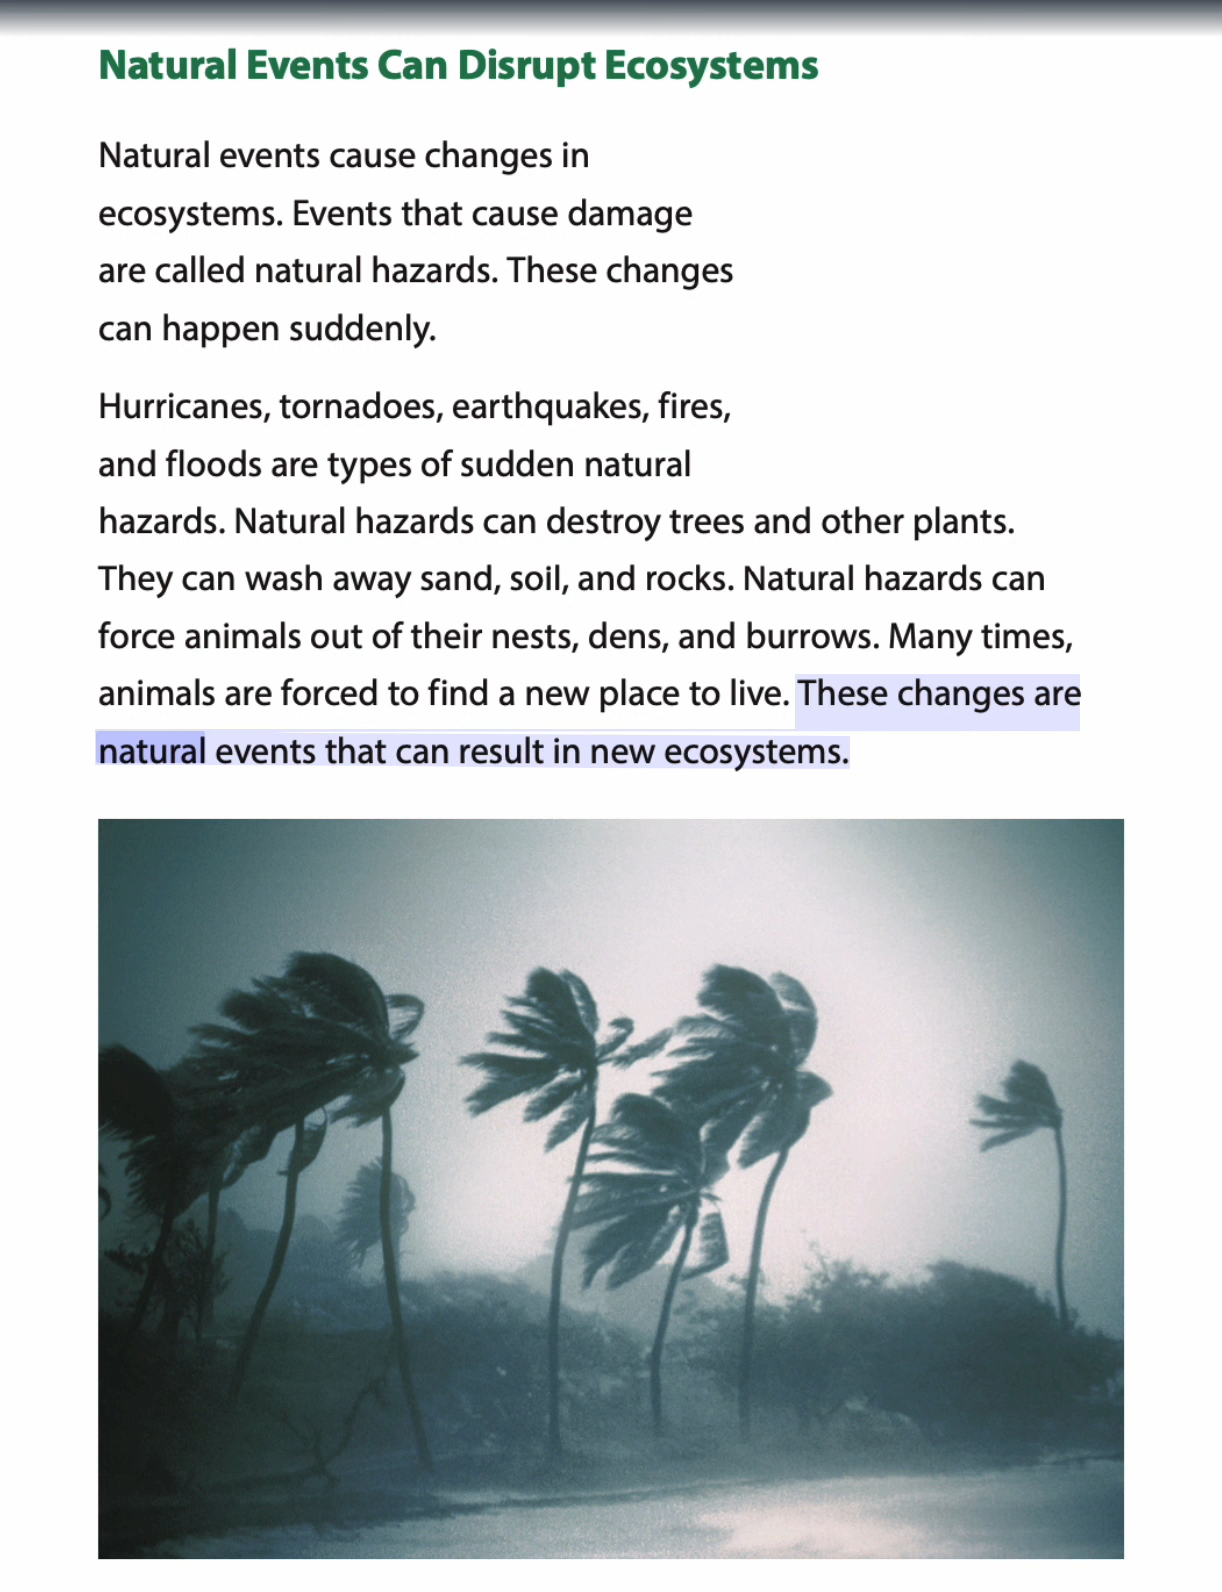 Natural Events Can Disrupt Ecosystems
Natural events cause changes in
ecosystems. Events that cause damage
are called natural hazards. These changes
can happen suddenly.
Hurricanes, tornadoes, earthquakes, fires,
and floods are types of sudden natural
hazards. Natural hazards can destroy trees and other plants.
They can wash away sand, soil, and rocks. Natural hazards can
force animals out of their nests, dens, and burrows. Many times,
animals are forced to find a new place to live. These changes are
natural events that can result in new ecosystems.